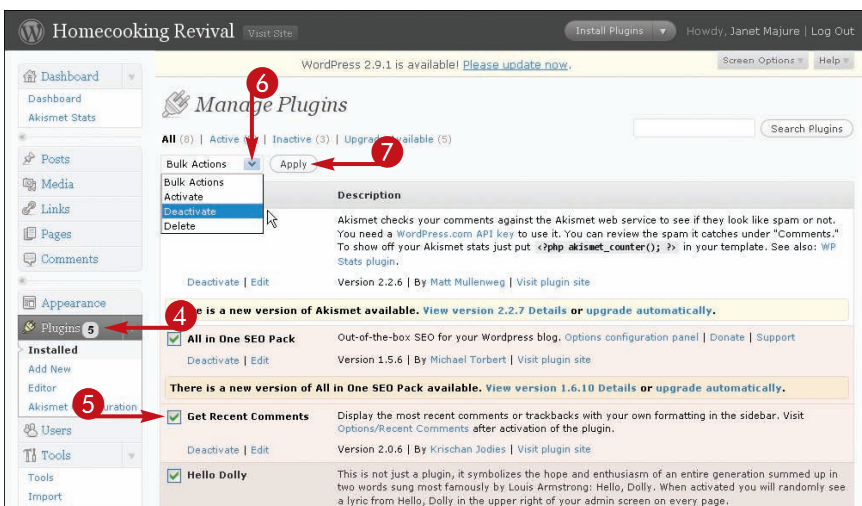 Homecooking Revival Visit Site
Install Plugins
Howdy, Janet Majure | Log Out
WordPress 2.9.1 is available! Please update now.
Screen Options
Help
Dashboard
Dashboard
Akismet Stats
Posts
Media
Links
Pages
Comments
Appearance
Plugins 5
Installed
Add New
Editor
Akismet
Users
Tools
Tools
Import
4
5
6
7
Manage Plugins
Search Plugins
All (8) | Active | Inactive (3) | Upgrade Available (5)
Bulk Actions
Apply
Bulk Actions
Activate
Deactivate
Delete
Description
Akismet checks your comments against the Akismet web service to see if they look like spam or not.
You need a WordPress.com API key to use it. You can review the spam it catches under "Comments."
To show off your Akismet stats just put <?php akismet_counter(); ?> in your template. See also: WP
Stats plugin.
Deactivate | Edit
Version 2.2.6 | By Matt Mullenweg | Visit plugin site
is a new version of Akismet available. View version 2.2.7 Details or upgrade automatically.
All in One SEO Pack
Out-of-the-box SEO for your Wordpress blog. Options configuration panel | Donate | Support
Deactivate | Edit
Version 1.5.6 | By Michael Torbert | Visit plugin site
There is a new version of All in One SEO Pack available. View version 1.6.10 Details or upgrade automatically.
Get Recent Comments
Display the most recent comments or trackbacks with your own formatting in the sidebar. Visit
Options/Recent Comments after activation of the plugin.
Deactivate | Edit
Version 2.0.6 | By Krischan Jodies | Visit plugin site
Hello Dolly
This is not just a plugin, it symbolizes the hope and enthusiasm of an entire generation summed up in
two words sung most famously by Louis Armstrong: Hello, Dolly. When activated you will randomly see
a lyric from Hello, Dolly in the upper right of your admin screen on every page.